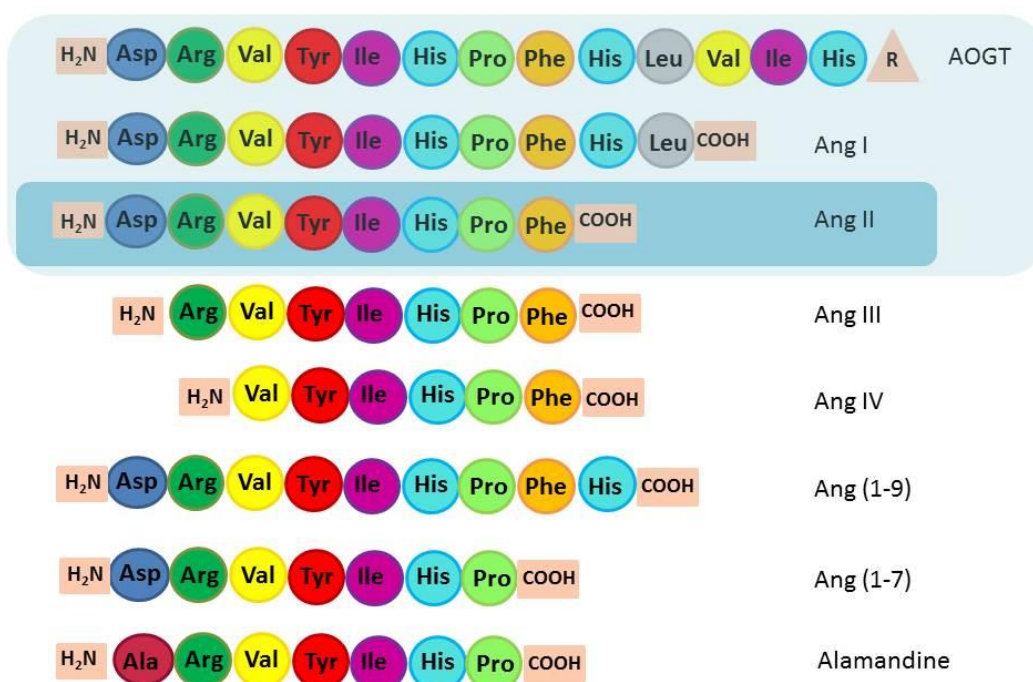 H₂N Asp Arg Val Tyr Ile His Pro Phe His Leu Val Ile His R AOGT
H₂N Asp Arg Val Tyr Ile His Pro Phe His Leu COOH Ang I
H₂N Asp Arg Val Tyr Ile His Pro Phe COOH Ang II
H₂N Arg Val Tyr Ile His Pro Phe COOH Ang III
H₂N Val Tyr Ile His Pro Phe COOH Ang IV
H₂N Asp Arg Val Tyr Ile His Pro Phe His COOH Ang (1-9)
H₂N Asp Arg Val Tyr Ile His Pro COOH Ang (1-7)
H₂N Ala Arg Val Tyr Ile His Pro COOH Alamandine